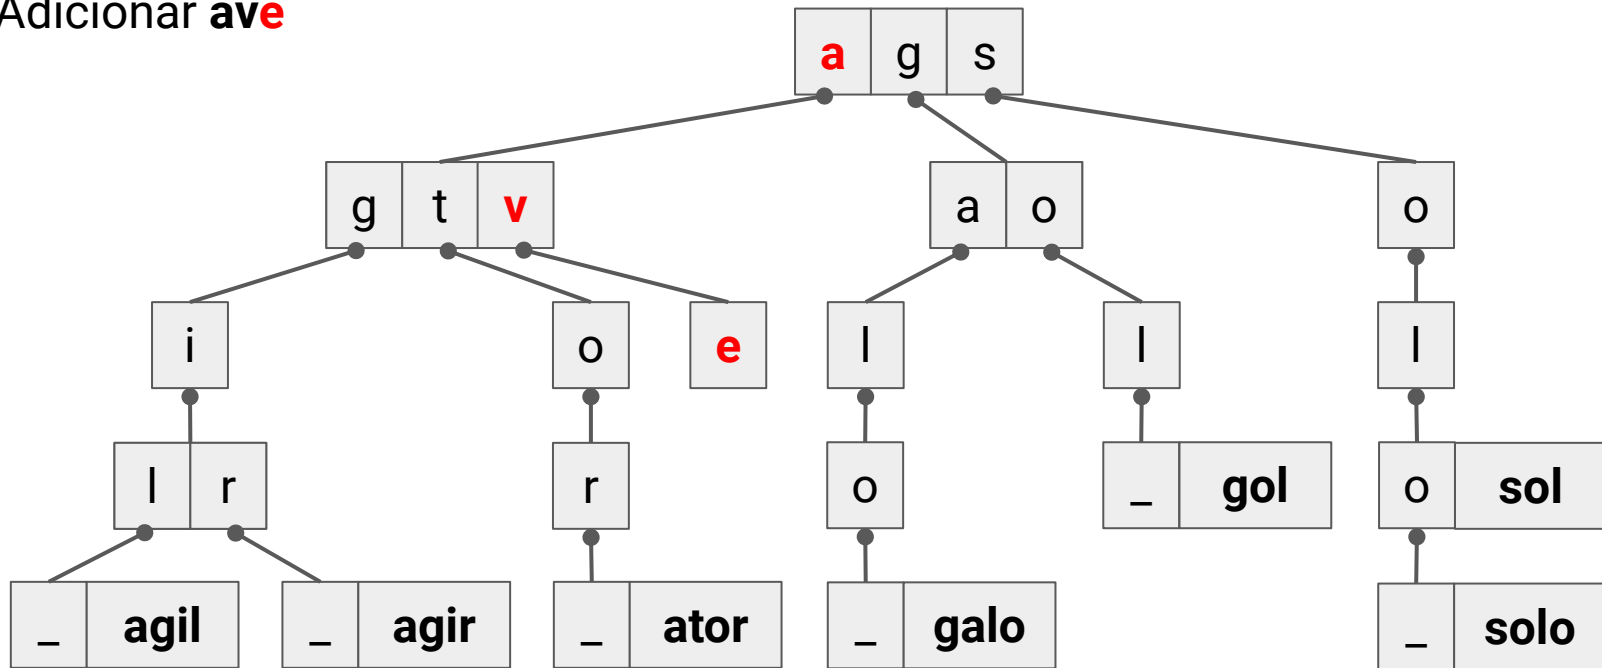 Adicionar ave
a g s
g t v
a o
o
i
o
e
l
l
l
l r
r
o
_ gol
o sol
_ agil
_ agir
_ ator
_ galo
_ solo